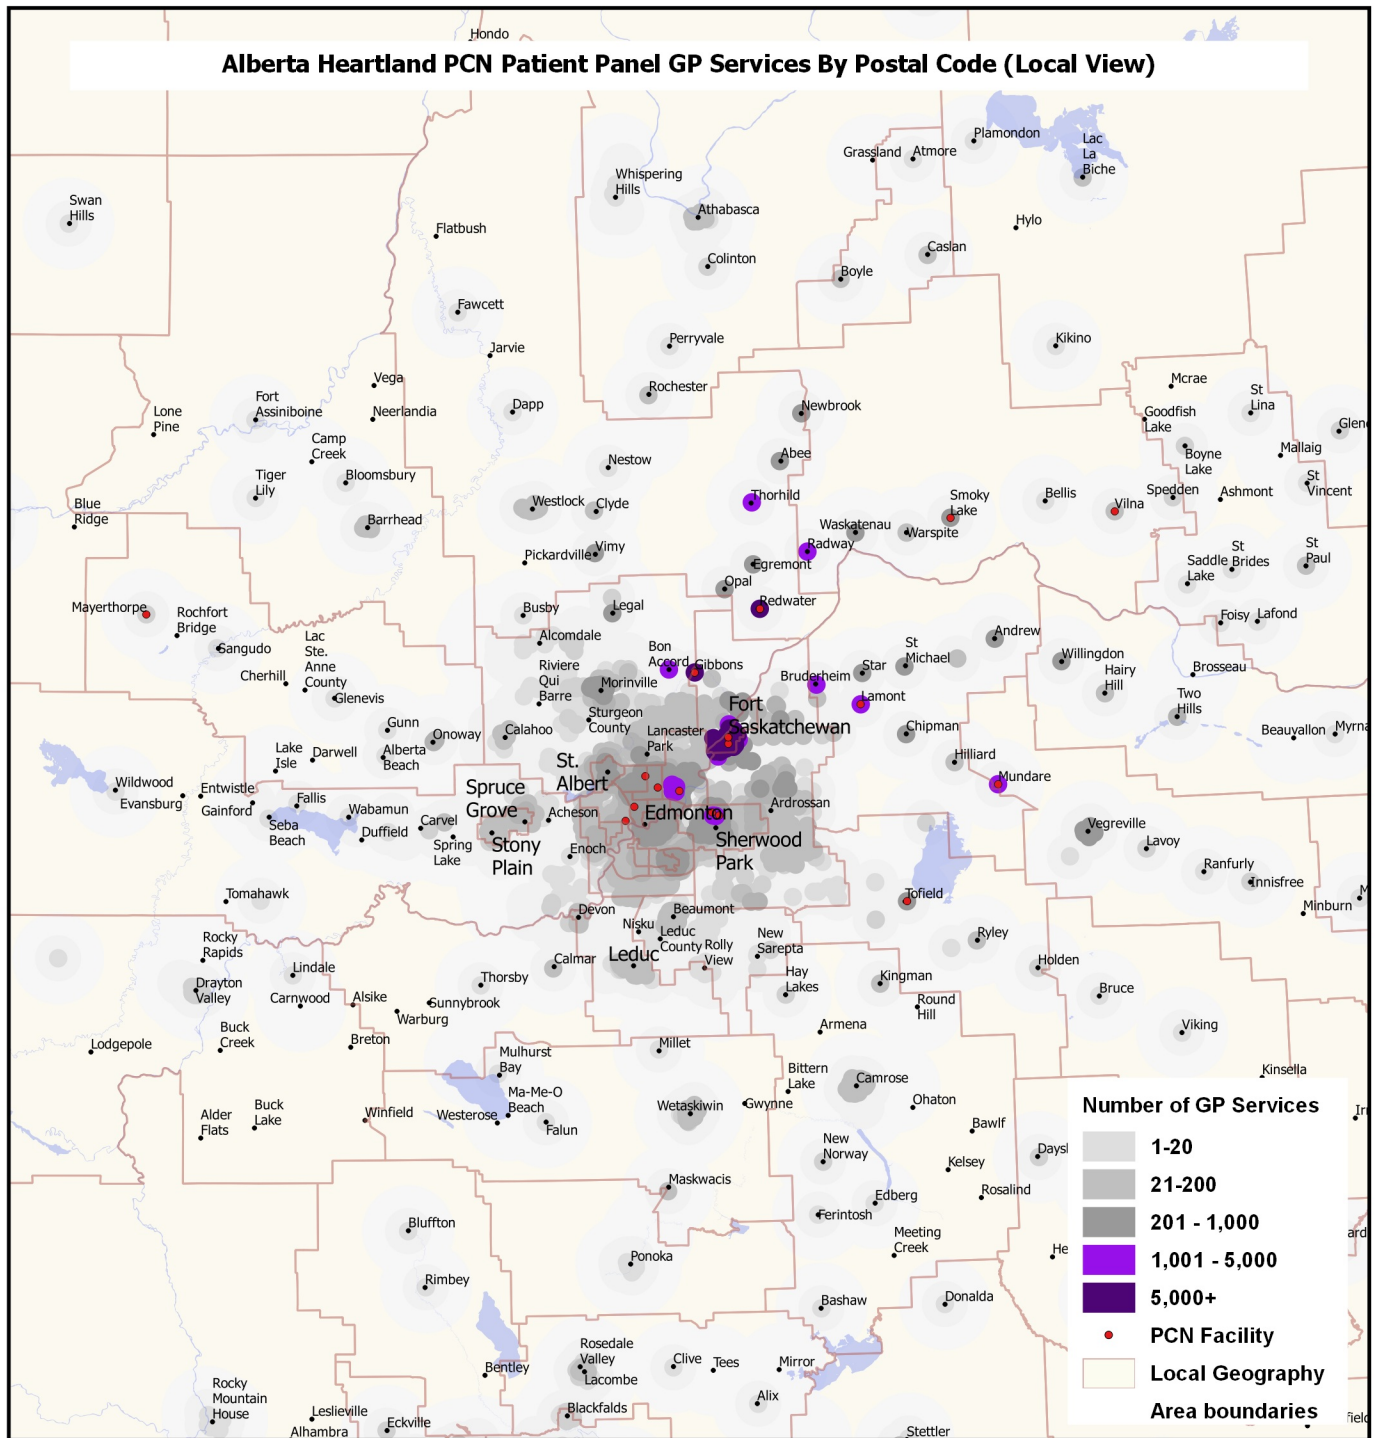 Hondo
Alberta Heartland PCN Patient Panel GP Services By Postal Code (Local View)
Plamondon
Lac
La
Biche
Grassland
Atmore
Whispering
Hills
Swan
Hills
Athabasca
Hylo
Flatbush
Caslan
Colinton
Boyle
Fawcett
Perryvale
Kikino
Jarvie
Vega
Mcrae
Rochester
St
Lina
Fort
Assiniboine
Dapp
Newbrook
Lone
Pine
Neerlandia
Goodfish
Lake
Glen
Camp
Creek
Mallaig
Abee
Boyne
Lake
Nestow
Tiger
Lily
Bloomsbury
St
Vincent
Spedden
Ashmont
Thorhild
Smoky
Lake
Bellis
Vilna
Blue
Ridge
Westlock
Clyde
Barrhead
Waskatenau
Warspite
Radway
Pickardville
Vimy
Egremont
St
Brides
St
Paul
Saddle
Lake
Opal
Mayerthorpe
Rochfort
Bridge
Busby
Legal
Redwater
Foisy
Lafond
Andrew
Lac
Ste.
Anne
County
Alcomdale
Gangudo
St
Michael
Bon
Accord
Gibbons
Willingdon
Cherhill
Riviere
Qui
Barre
Star
Hairy
Hill
Brosseau
Bruderheim
Morinville
Glenevis
Lamont
Two
Hills
Fort
Saskatchewan
Gunn
Onoway
Calahoo
Sturgeon
County
Lancaster
Park
Chipman
Beauvallon
Myrna
Lake
Isle
Darwell
Alberta
Beach
Hilliard
St.
Albert
Mundare
Wildwood
Entwistle
Evansburg
Gainford
Fallis
Spruce
Grove
Wabamun
Ardrossan
Seba
Beach
Acheson
Edmonton
Carvel
Duffield
Vegreville
Spring
Lake
Stony
Plain
Enoch
Sherwood
Park
Lavoy
Ranfurly
Innisfree
Tomahawk
Tofield
M
Minburn
Devon
Beaumont
Nisku
Leduc
County
Rocky
Rapids
New
Sarepta
Ryley
Leduc
Rolly
View
Lindale
Calmar
Holden
Hay
Lakes
Kingman
Drayton
Valley
Thorsby
Bruce
Carnwood
Alsike
Sunnybrook
Round
Hill
Warburg
Armena
Viking
Buck
Creek
Lodgepole
Breton
Millet
Mulhurst
Bay
Bittern
Lake
Kinsella
Camrose
Ma-Me-O
Beach
Wetaskiwin
Gwynne
Ohaton
Buck
Lake
Alder
Flats
Winfield
Westerose
Falun
Bawlf
Ir
New
Norway
Days
Kelsey
Maskwacis
Rosalind
Edberg
Ferintosh
Bluffton
Meeting
Creek
ard
He
Ponoka
Rimbey
Bashaw
Donalda
Rosedale
Valley
Lacombe
Clive
Tees
Mirror
Bentley
Rocky
Mountain
House
Alix
Leslieville
Blackfalds
Alhambra
Eckville
Stettler
field
Number of GP Services
1-20
21-200
201 - 1,000
1,001 - 5,000
5,000+
PCN Facility
Local Geography
Area boundaries